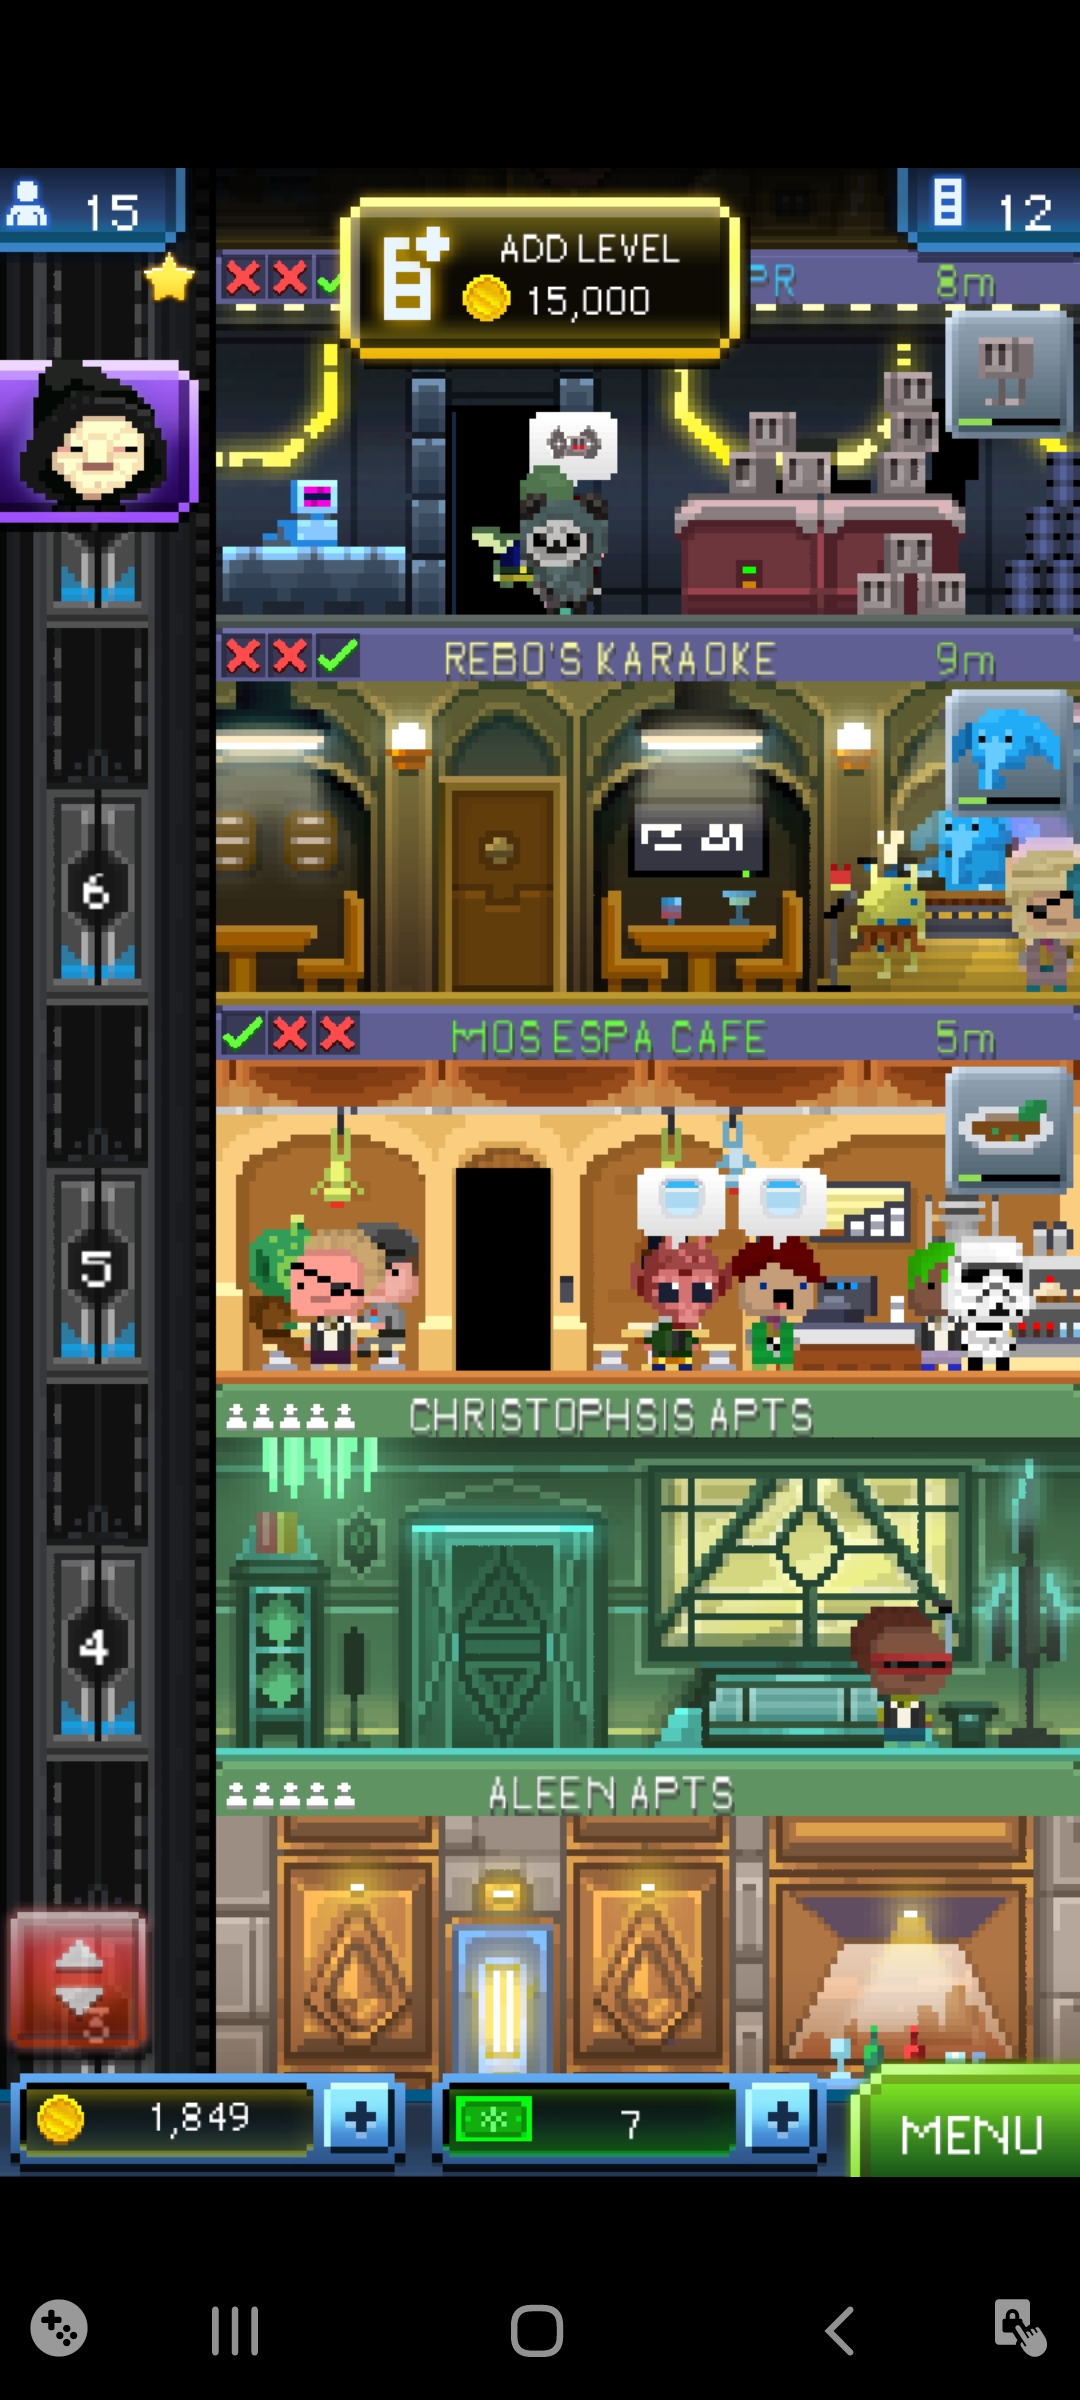 15
12
ADD LEVEL
15,000
PR
8m
REBO'S KARAOKE
9m
6
MOS ESPA CAFE
5m
5
CHRISTOPHSIS APTS
4
ALEEN APTS
3
1,849
7
MENU